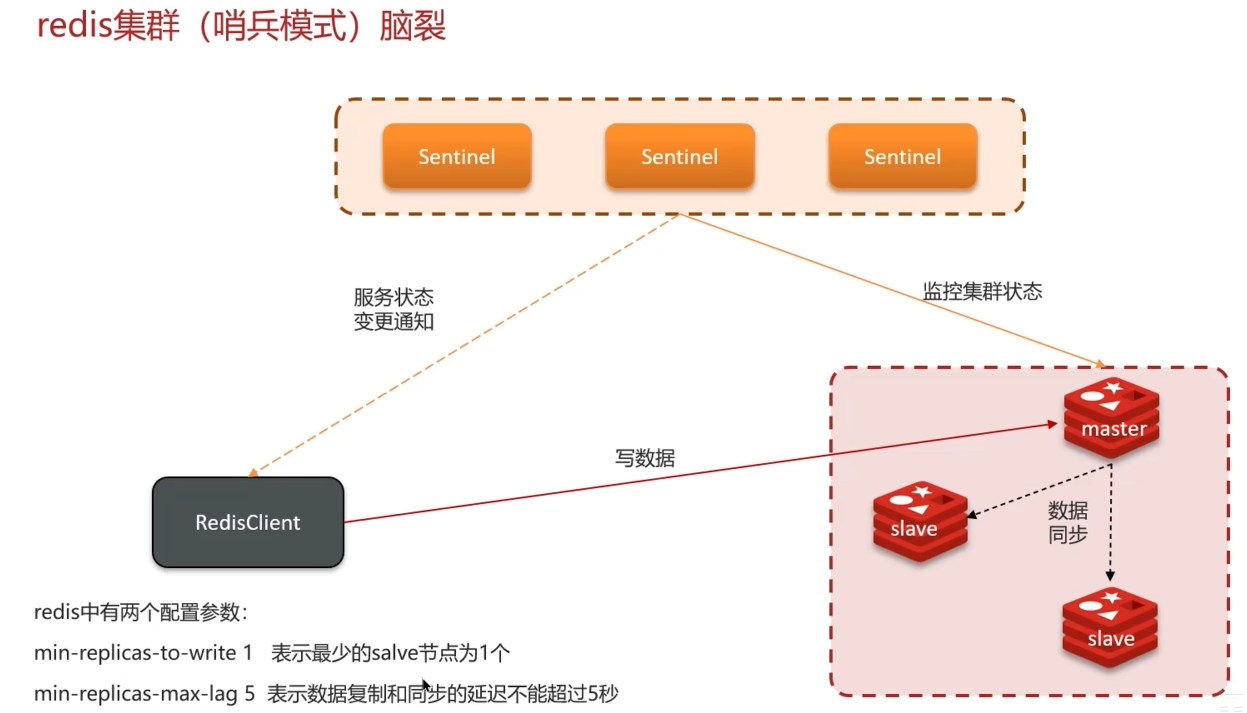 redis集群（哨兵模式）脑裂
Sentinel
Sentinel
Sentinel
服务状态
变更通知
监控集群状态
master
写数据
slave
数据
同步
RedisClient
slave
redis中有两个配置参数：
min-replicas-to-write 1 表示最少的salve节点为1个
min-replicas-max-lag 5 表示数据复制和同步的延迟不能超过5秒